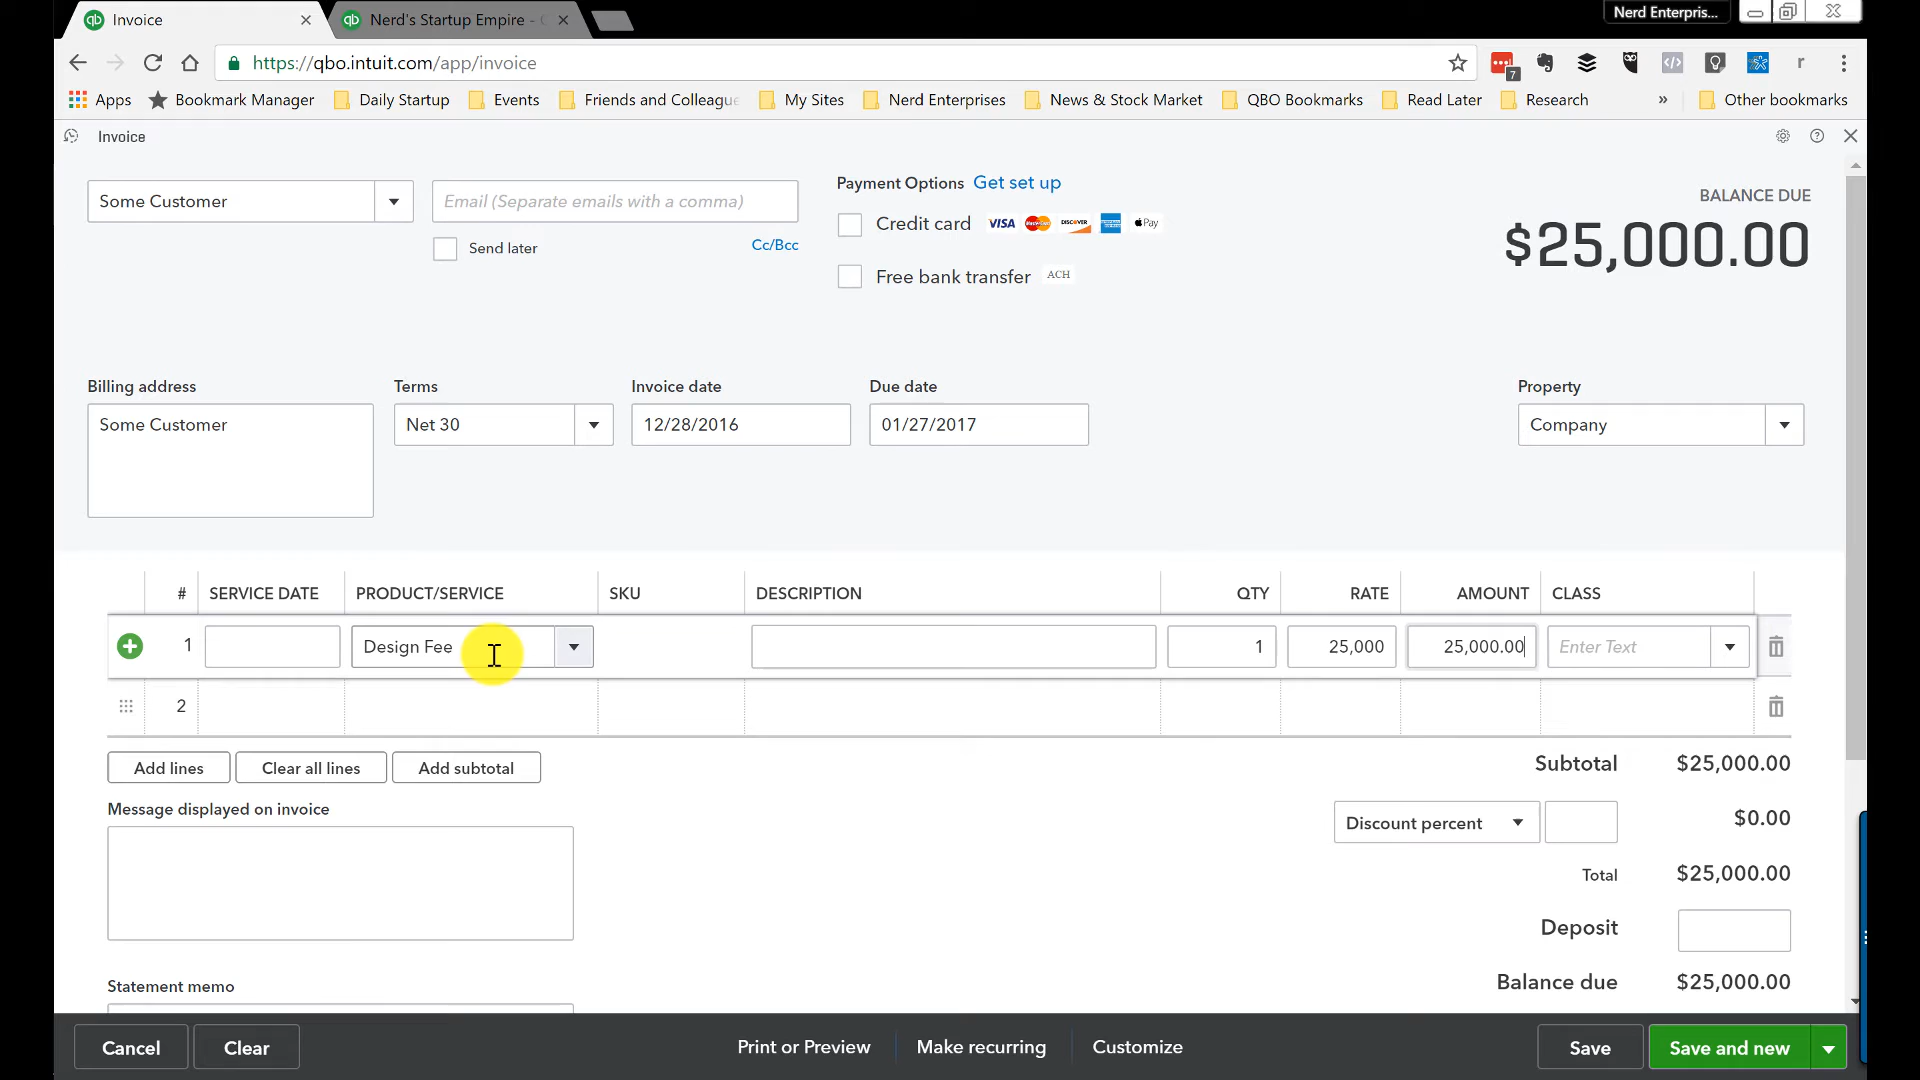 Invoice
Nerd's Startup Empire -
Nerd Enterpris...
https://qbo.intuit.com/app/invoice
7
r
Apps Bookmark Manager Daily Startup Events Friends and Colleagu My Sites Nerd Enterprises News & Stock Market QBO Bookmarks Read Later Research » Other bookmarks
Invoice
Some Customer
Email (Separate emails with a comma)
Send later
Cc/Bcc
Payment Options Get set up
Credit card VISA MasterCard DISCOVER Pay
Free bank transfer ACH
BALANCE DUE
$25,000.00
Billing address Terms Invoice date Due date Property
Some Customer Net 30 12/28/2016 01/27/2017 Company
# SERVICE DATE PRODUCT/SERVICE SKU DESCRIPTION QTY RATE AMOUNT CLASS
1 Design Fee 1 25,000 25,000.00 Enter Text
2
Add lines Clear all lines Add subtotal
Subtotal $25,000.00
Message displayed on invoice
Discount percent $0.00
Total $25,000.00
Deposit
Balance due $25,000.00
Statement memo
Cancel Clear Print or Preview Make recurring Customize Save Save and new